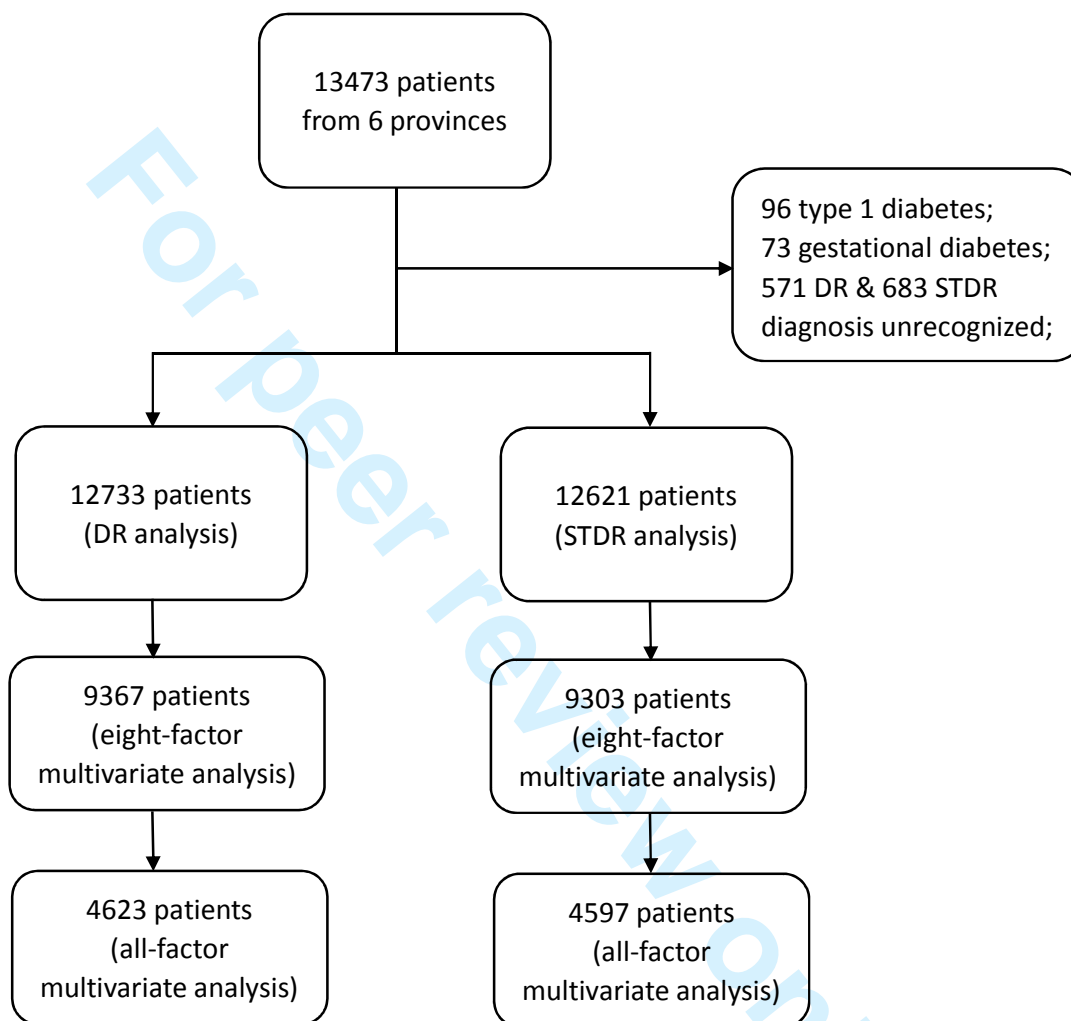 13473 patients
from 6 provinces
96 type 1 diabetes;
73 gestational diabetes;
571 DR & 683 STDR
diagnosis unrecognized;
12733 patients
(DR analysis)
12621 patients
(STDR analysis)
9367 patients
(eight-factor
multivariate analysis)
9303 patients
(eight-factor
multivariate analysis)
4623 patients
(all-factor
multivariate analysis)
4597 patients
(all-factor
multivariate analysis)
For peer review on